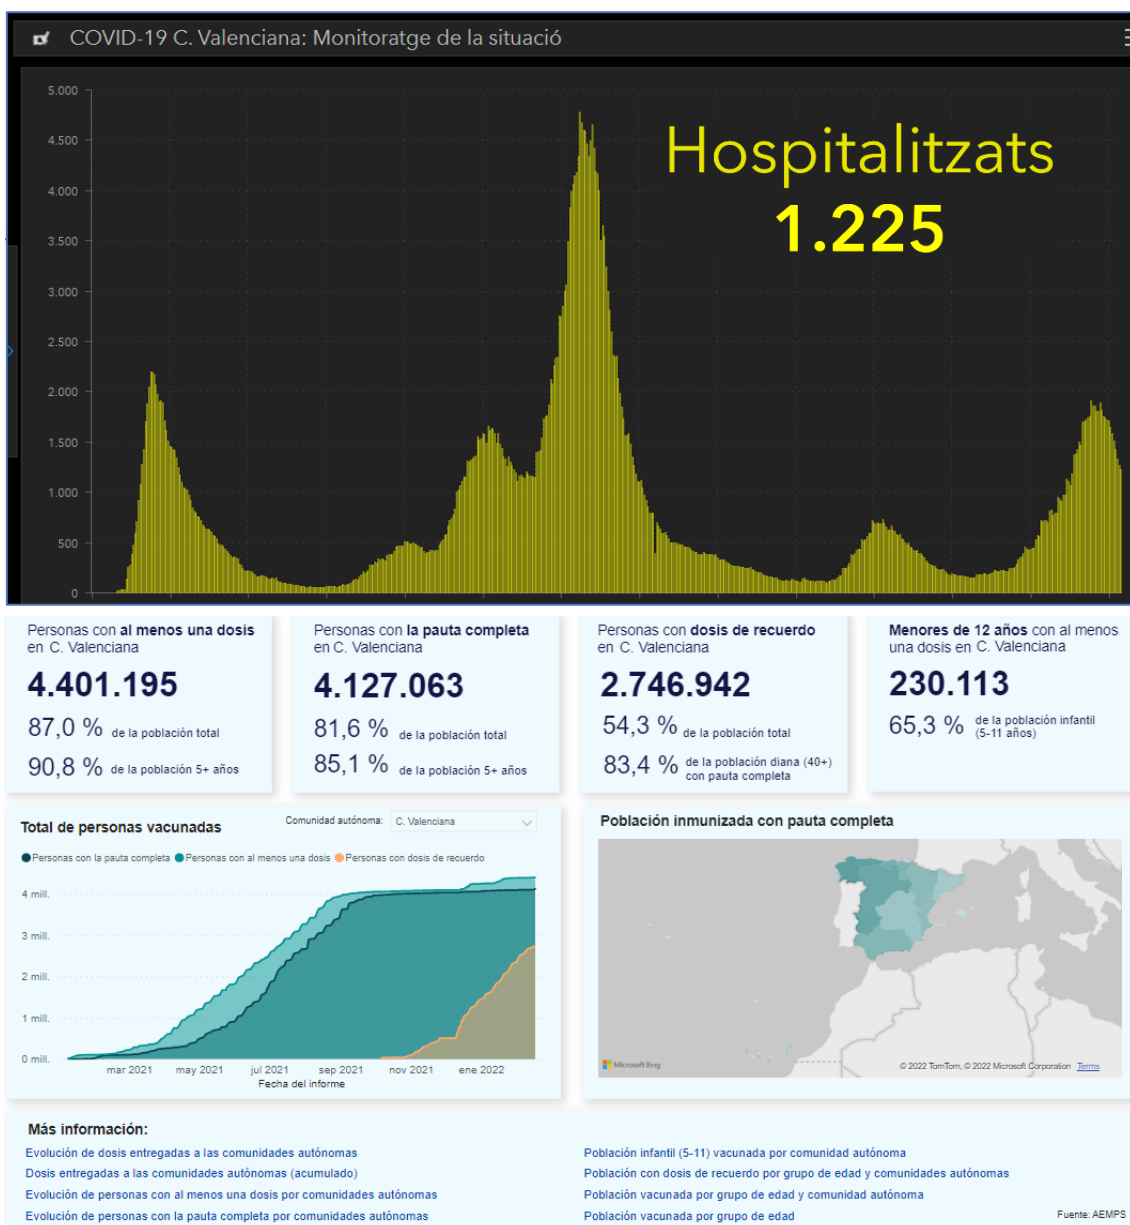 COVID-19 C. Valenciana: Monitoratge de la situació
5.000
4.500
4.000
3.500
3.000
2.500
2.000
1.500
1.000
500
0
Hospitalitzats
1.225
Personas con al menos una dosis
en C. Valenciana
4.401.195
87,0 % de la población total
90,8 % de la población 5+ años
Personas con la pauta completa
en C. Valenciana
4.127.063
81,6 % de la población total
85,1 % de la población 5+ años
Personas con dosis de recuerdo
en C. Valenciana
2.746.942
54,3 % de la población total
83,4 % de la población diana (40+)
con pauta completa
Menores de 12 años con al menos
una dosis en C. Valenciana
230.113
65,3 % de la población infantil
(5-11 años)
Total de personas vacunadas
Comunidad autónoma: C. Valenciana
Personas con la pauta completa Personas con al menos una dosis Personas con dosis de recuerdo
4 mill.
3 mill.
2 mill.
1 mill.
0 mill.
mar 2021 may 2021 jul 2021 sep 2021 nov 2021 ene 2022
Fecha del informe
Población inmunizada con pauta completa
Microsoft Bing
© 2022 TomTom, © 2022 Microsoft Corporation Terms
Más información:
Evolución de dosis entregadas a las comunidades autónomas
Dosis entregadas a las comunidades autónomas (acumulado)
Evolución de personas con al menos una dosis por comunidades autónomas
Evolución de personas con la pauta completa por comunidades autónomas
Población infantil (5-11) vacunada por comunidad autónoma
Población con dosis de recuerdo por grupo de edad y comunidades autónomas
Población vacunada por grupo de edad y comunidad autónoma
Población vacunada por grupo de edad
Fuente: AEMPS